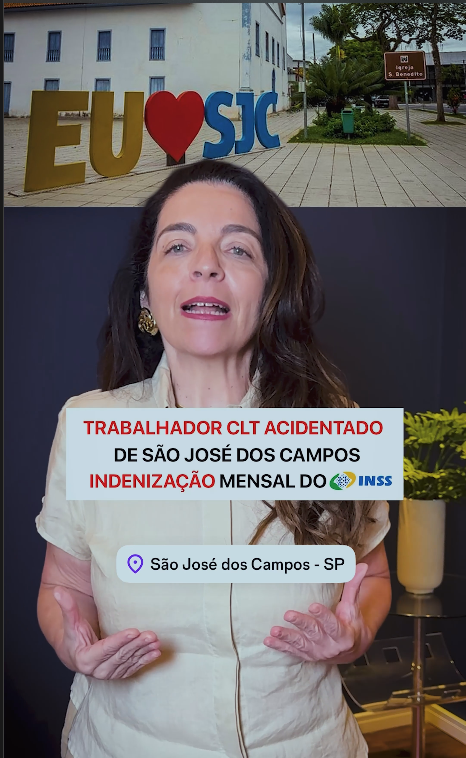 EU ❤ SJC
Igreja
S. Benedito
TRABALHADOR CLT ACIDENTADO
DE SÃO JOSÉ DOS CAMPOS
INDENIZAÇÃO MENSAL DO INSS
São José dos Campos - SP